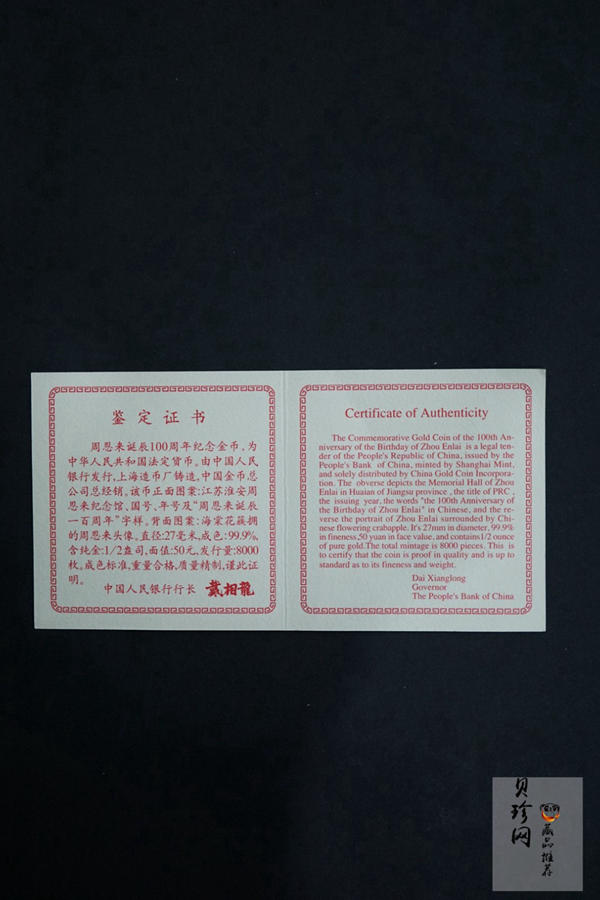 鉴定证书
周恩来诞辰100周年纪念金币,为
中华人民共和国法定货币。由中国人民
银行发行,上海造币厂铸造,中国金币总
公司总经销。该币正面图案:江苏淮安周
恩来纪念馆、国号、年号及“周恩来诞辰
一百周年”字样。背面图案:海棠花簇拥
的周恩来头像。直径:27毫米,成色:99.9%,
含纯金:1/2盎司,面值:50元,发行量:8000
枚。成色标准,重量合格,质量精制,谨此证
明。
中国人民银行行长 戴相龍
Certificate of Authenticity
The Commemorative Gold Coin of the 100th An-
niversary of the Birthday of Zhou Enlai is a legal ten-
der of the People's Republic of China, issued by the
People's Bank of China, minted by Shanghai Mint,
and solely distributed by China Gold Coin Incorpora-
tion. The obverse depicts the Memorial Hall of Zhou
Enlai in Huaian of Jiangsu province , the title of PRC ,
the issuing year, the words "the 100th Anniversary of
the Birthday of Zhou Enlai" in Chinese, and the re-
verse the portrait of Zhou Enlai surrounded by Chi-
nese flowering crabapple. It's 27mm in diameter, 99.9%
in fineness,50 yuan in face value, and contains1/2 ounce
of pure gold.The total mintage is 8000 pieces. This is
to certify that the coin is proof in quality and is up to
standard as to its fineness and weight.
Dai Xianglong
Governor
The People's Bank of China
贝珍网
藏品推荐